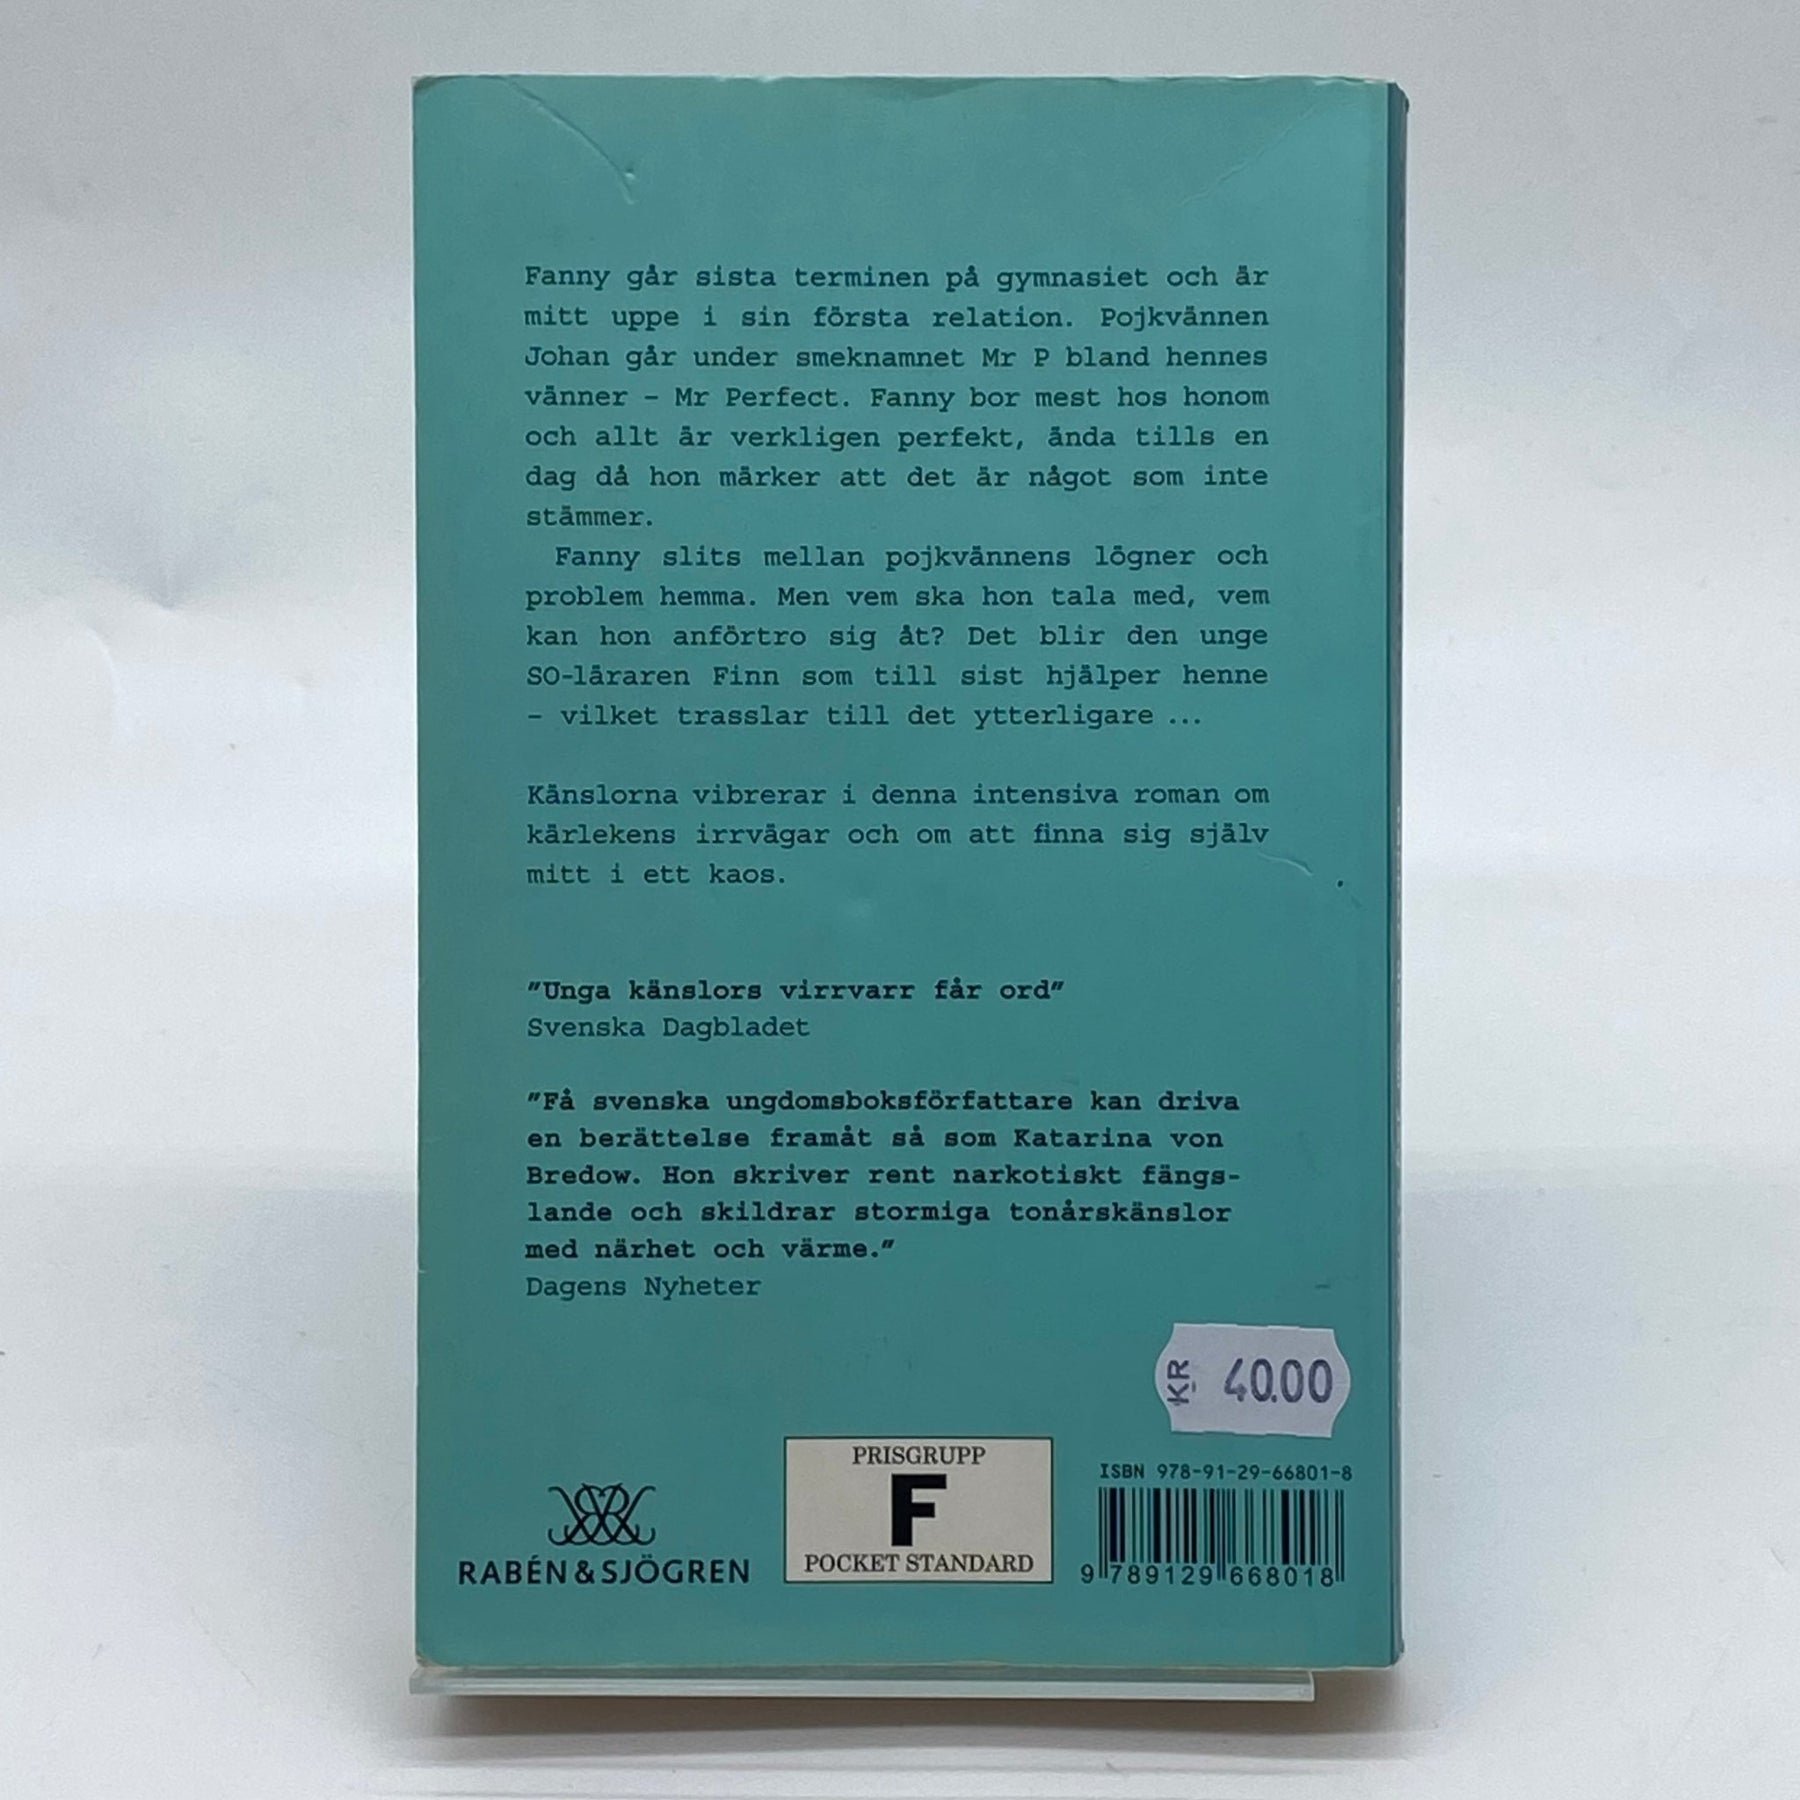 Fanny går sista terminen på gymnasiet och är
mitt uppe i sin första relation. Pojkvännen
Johan går under smeknamnet Mr P bland hennes
vänner – Mr Perfect. Fanny bor mest hos honom
och allt är verkligen perfekt, ända tills en
dag då hon märker att det är något som inte
stämmer.
Fanny slits mellan pojkvännens lögner och
problem hemma. Men vem ska hon tala med, vem
kan hon anförtro sig åt? Det blir den unge
SO-läraren Finn som till sist hjälper henne
– vilket trasslar till det ytterligare ...
Känslorna vibrerar i denna intensiva roman om
kärlekens irrvägar och om att finna sig själv
mitt i ett kaos.
"Unga känslors virrvarr får ord"
Svenska Dagbladet
"Få svenska ungdomsboksförfattare kan driva
en berättelse framåt så som Katarina von
Bredow. Hon skriver rent narkotiskt fängs-
lande och skildrar stormiga tonårskänslor
med närhet och värme."
Dagens Nyheter
KR 40.00
RABÉN & SJÖGREN
PRISGRUPP
F
POCKET STANDARD
ISBN 978-91-29-66801-8
9 789129 668018